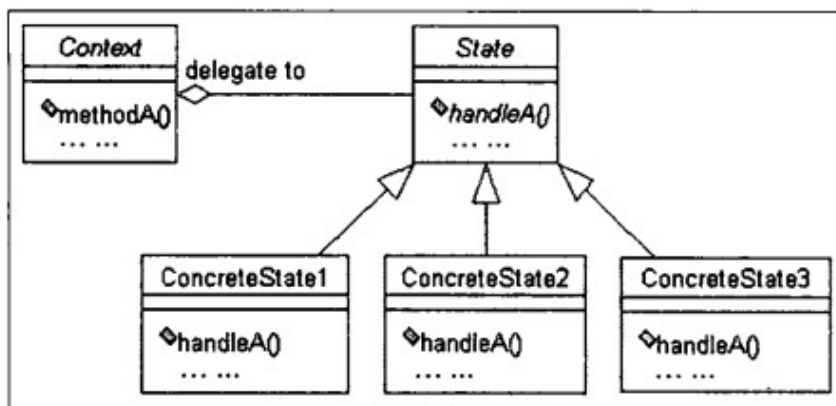 Context
methodA()
... ...
delegate to
State
handleA()
... ...
ConcreteState1
handleA()
... ...
ConcreteState2
handleA()
... ...
ConcreteState3
handleA()
... ...